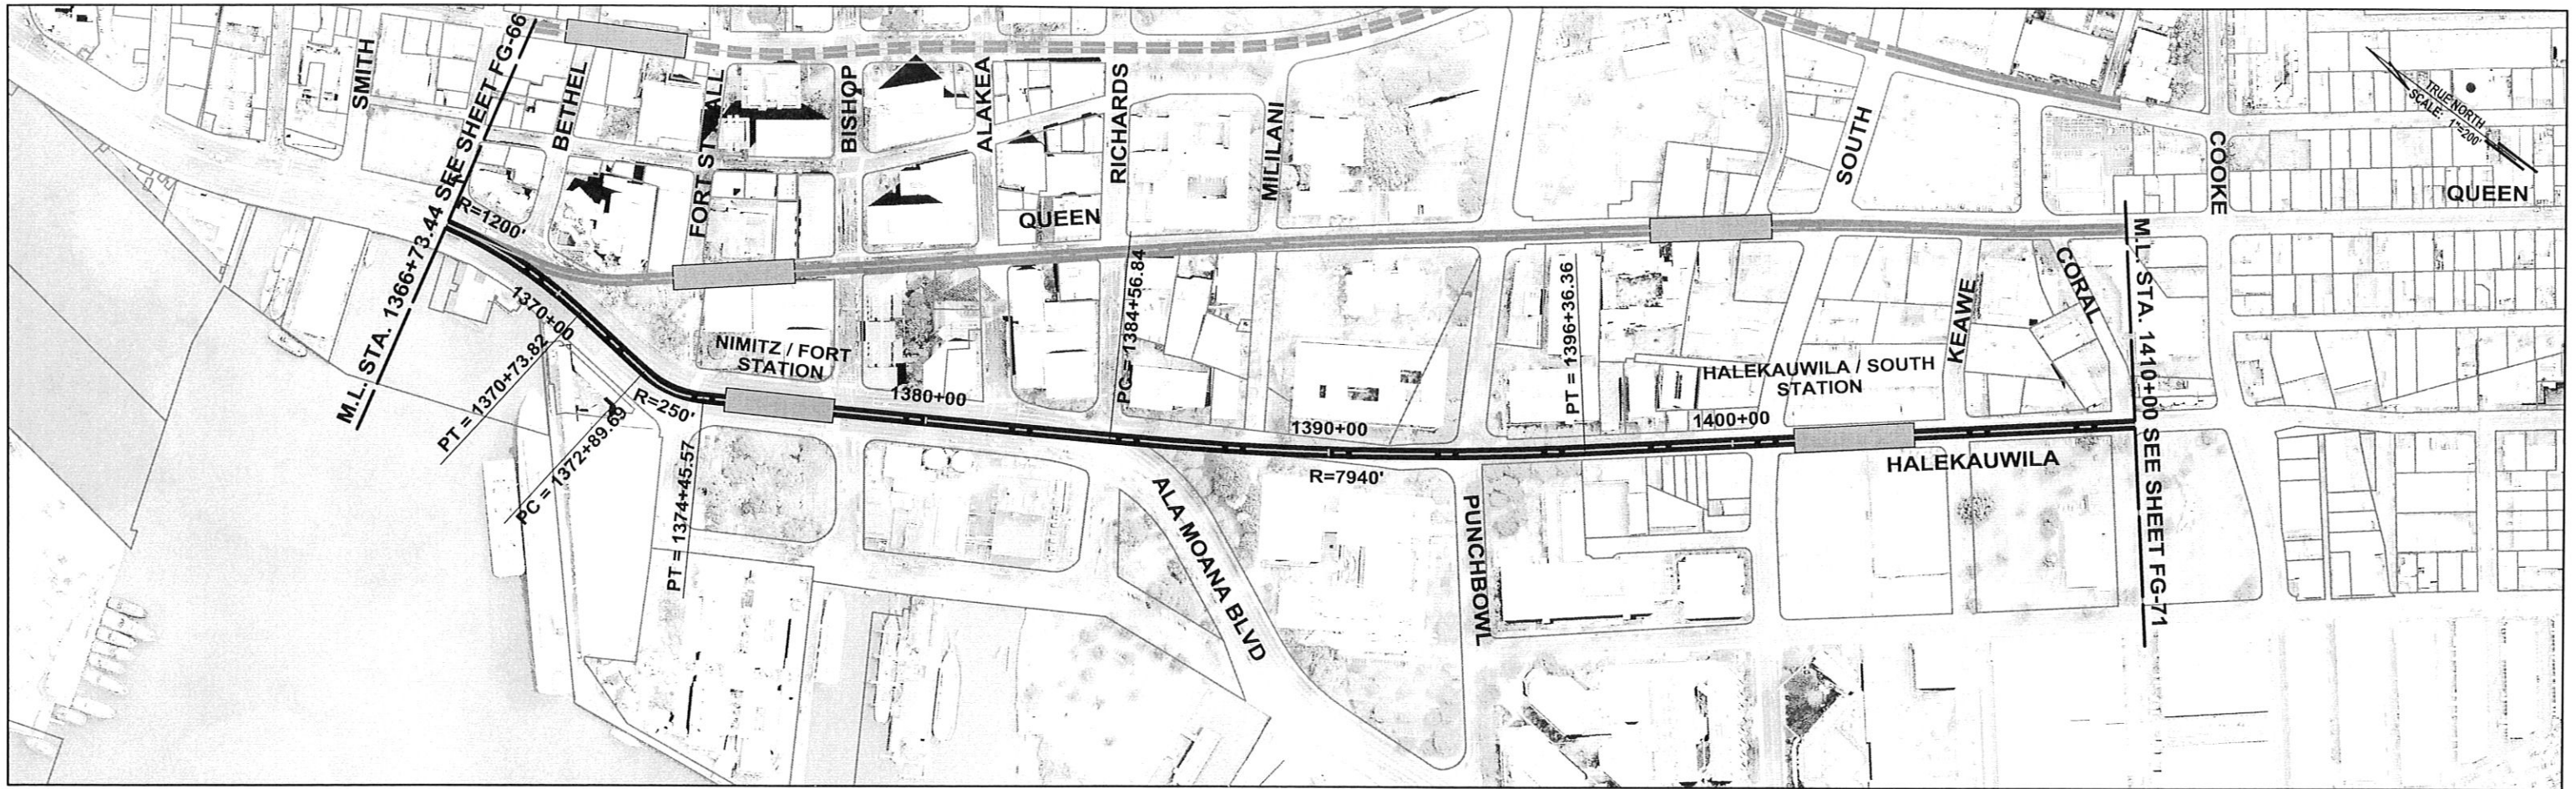 SMITH
M.L. STA. 1366+73.44 SEE SHEET FG-66
BETHEL
FORT ST MALL
BISHOP
ALAKEA
RICHARDS
MILILANI
SOUTH
COOKE
TRUE NORTH
SCALE: 1"=200'
QUEEN
QUEEN
R=1200'
1370+00
PT = 1370+73.82
PC = 1372+89.69
R=250'
PT = 1374+45.57
NIMITZ / FORT
STATION
1380+00
PC = 1384+56.84
1390+00
R=7940'
PT = 1396+36.36
1400+00
HALEKAUWILA / SOUTH
STATION
KEAWE
CORAL
M.L. STA. 1410+00 SEE SHEET FG-71
HALEKAUWILA
ALA MOANA BLVD
PUNCHBOWL